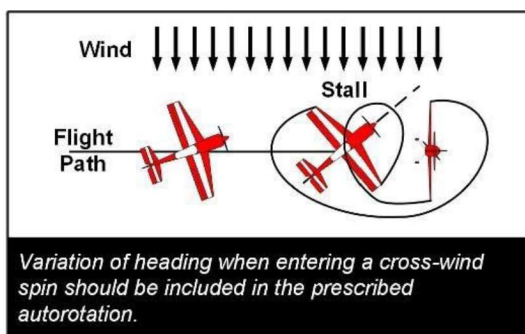 Wind
Stall
Flight
Path
Variation of heading when entering a cross-wind
spin should be included in the prescribed
autorotation.